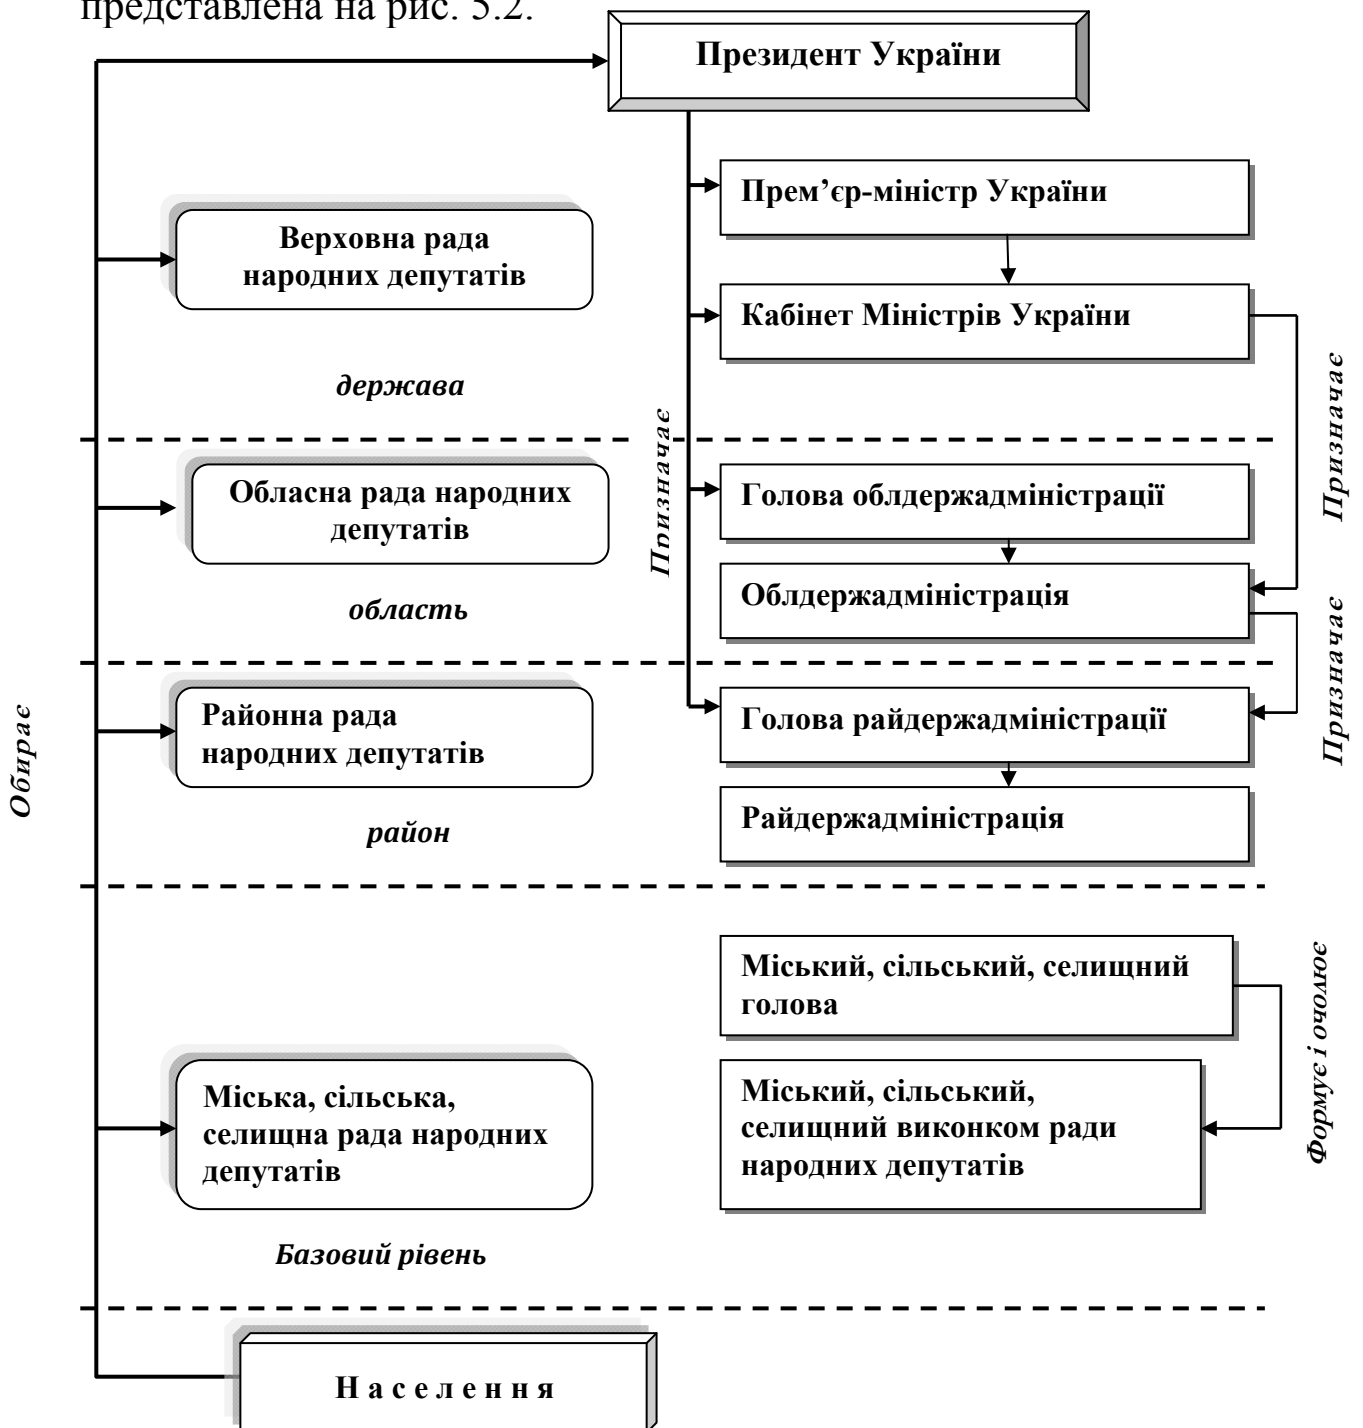 представлена на рис. 5.2.
Президент України
Прем’єр-міністр України
Верховна рада
народних депутатів
Кабінет Міністрів України
держава
Призначає
Призначає
Обласна рада народних
депутатів
Голова облдержадміністрації
Облдержадміністрація
область
Призначає
Обирає
Районна рада
народних депутатів
Голова райдержадміністрації
Райдержадміністрація
район
Міський, сільський, селищний
голова
Формує і очолює
Міська, сільська,
селищна рада народних
депутатів
Міський, сільський,
селищний виконком ради
народних депутатів
Базовий рівень
Населення